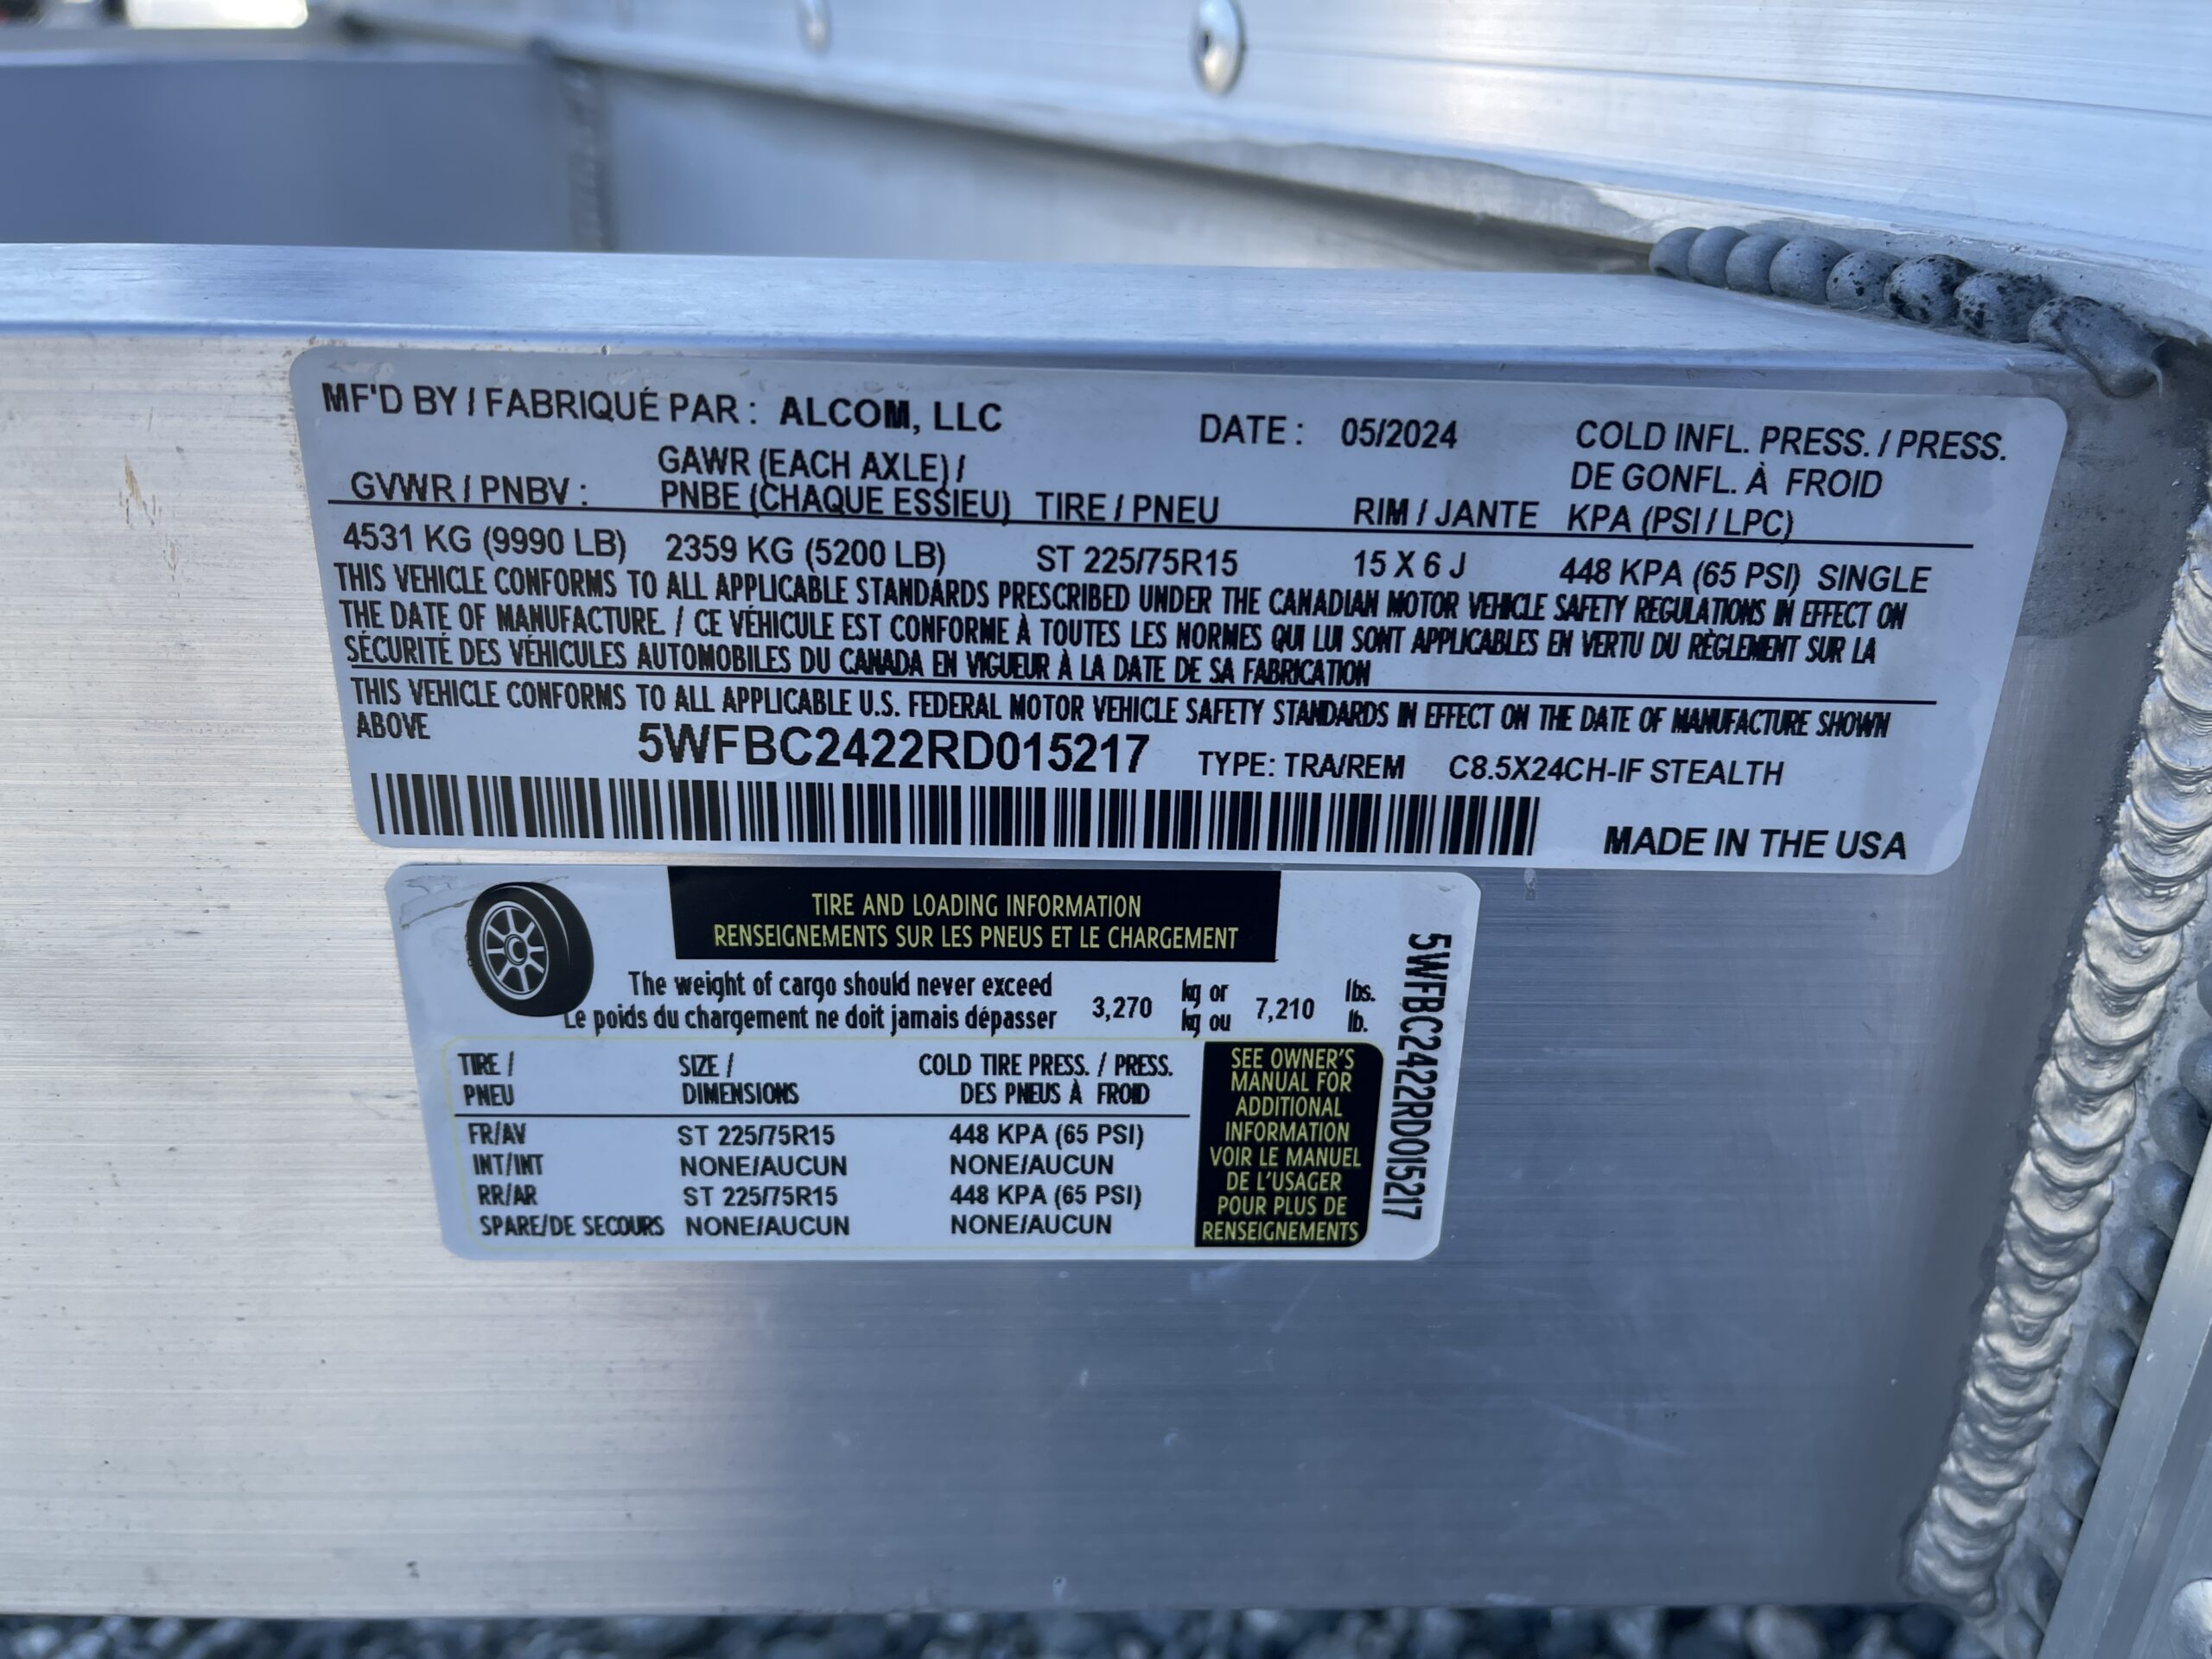 MF'D BY / FABRIQUÉ PAR : ALCOM, LLC DATE : 05/2024 COLD INFL. PRESS. / PRESS.
GVWR / PNBV : GAWR (EACH AXLE) / DE GONFL. À FROID
PNBE (CHAQUE ESSIEU) TIRE / PNEU RIM / JANTE KPA (PSI / LPC)
4531 KG (9990 LB) 2359 KG (5200 LB) ST 225/75R15 15 X 6 J 448 KPA (65 PSI) SINGLE
THIS VEHICLE CONFORMS TO ALL APPLICABLE STANDARDS PRESCRIBED UNDER THE CANADIAN MOTOR VEHICLE SAFETY REGULATIONS IN EFFECT ON
THE DATE OF MANUFACTURE. / CE VÉHICULE EST CONFORME À TOUTES LES NORMES QUI LUI SONT APPLICABLES EN VERTU DU RÈGLEMENT SUR LA
SÉCURITÉ DES VÉHICULES AUTOMOBILES DU CANADA EN VIGUEUR À LA DATE DE SA FABRICATION
THIS VEHICLE CONFORMS TO ALL APPLICABLE U.S. FEDERAL MOTOR VEHICLE SAFETY STANDARDS IN EFFECT ON THE DATE OF MANUFACTURE SHOWN
ABOVE
5WFBC2422RD015217 TYPE: TRA/REM C8.5X24CH-IF STEALTH
MADE IN THE USA
TIRE AND LOADING INFORMATION
RENSEIGNEMENTS SUR LES PNEUS ET LE CHARGEMENT
The weight of cargo should never exceed 3,270 kg or 7,210 lbs.
Le poids du chargement ne doit jamais dépasser kg ou lb.
TIRE / SIZE / COLD TIRE PRESS. / PRESS.
PNEU DIMENSIONS DES PNEUS À FROID
FR/AV ST 225/75R15 448 KPA (65 PSI)
INT/INT NONE/AUCUN NONE/AUCUN
RR/AR ST 225/75R15 448 KPA (65 PSI)
SPARE/DE SECOURS NONE/AUCUN NONE/AUCUN
SEE OWNER'S
MANUAL FOR
ADDITIONAL
INFORMATION
VOIR LE MANUEL
DE L'USAGER
POUR PLUS DE
RENSEIGNEMENTS
5WFBC2422RD015217